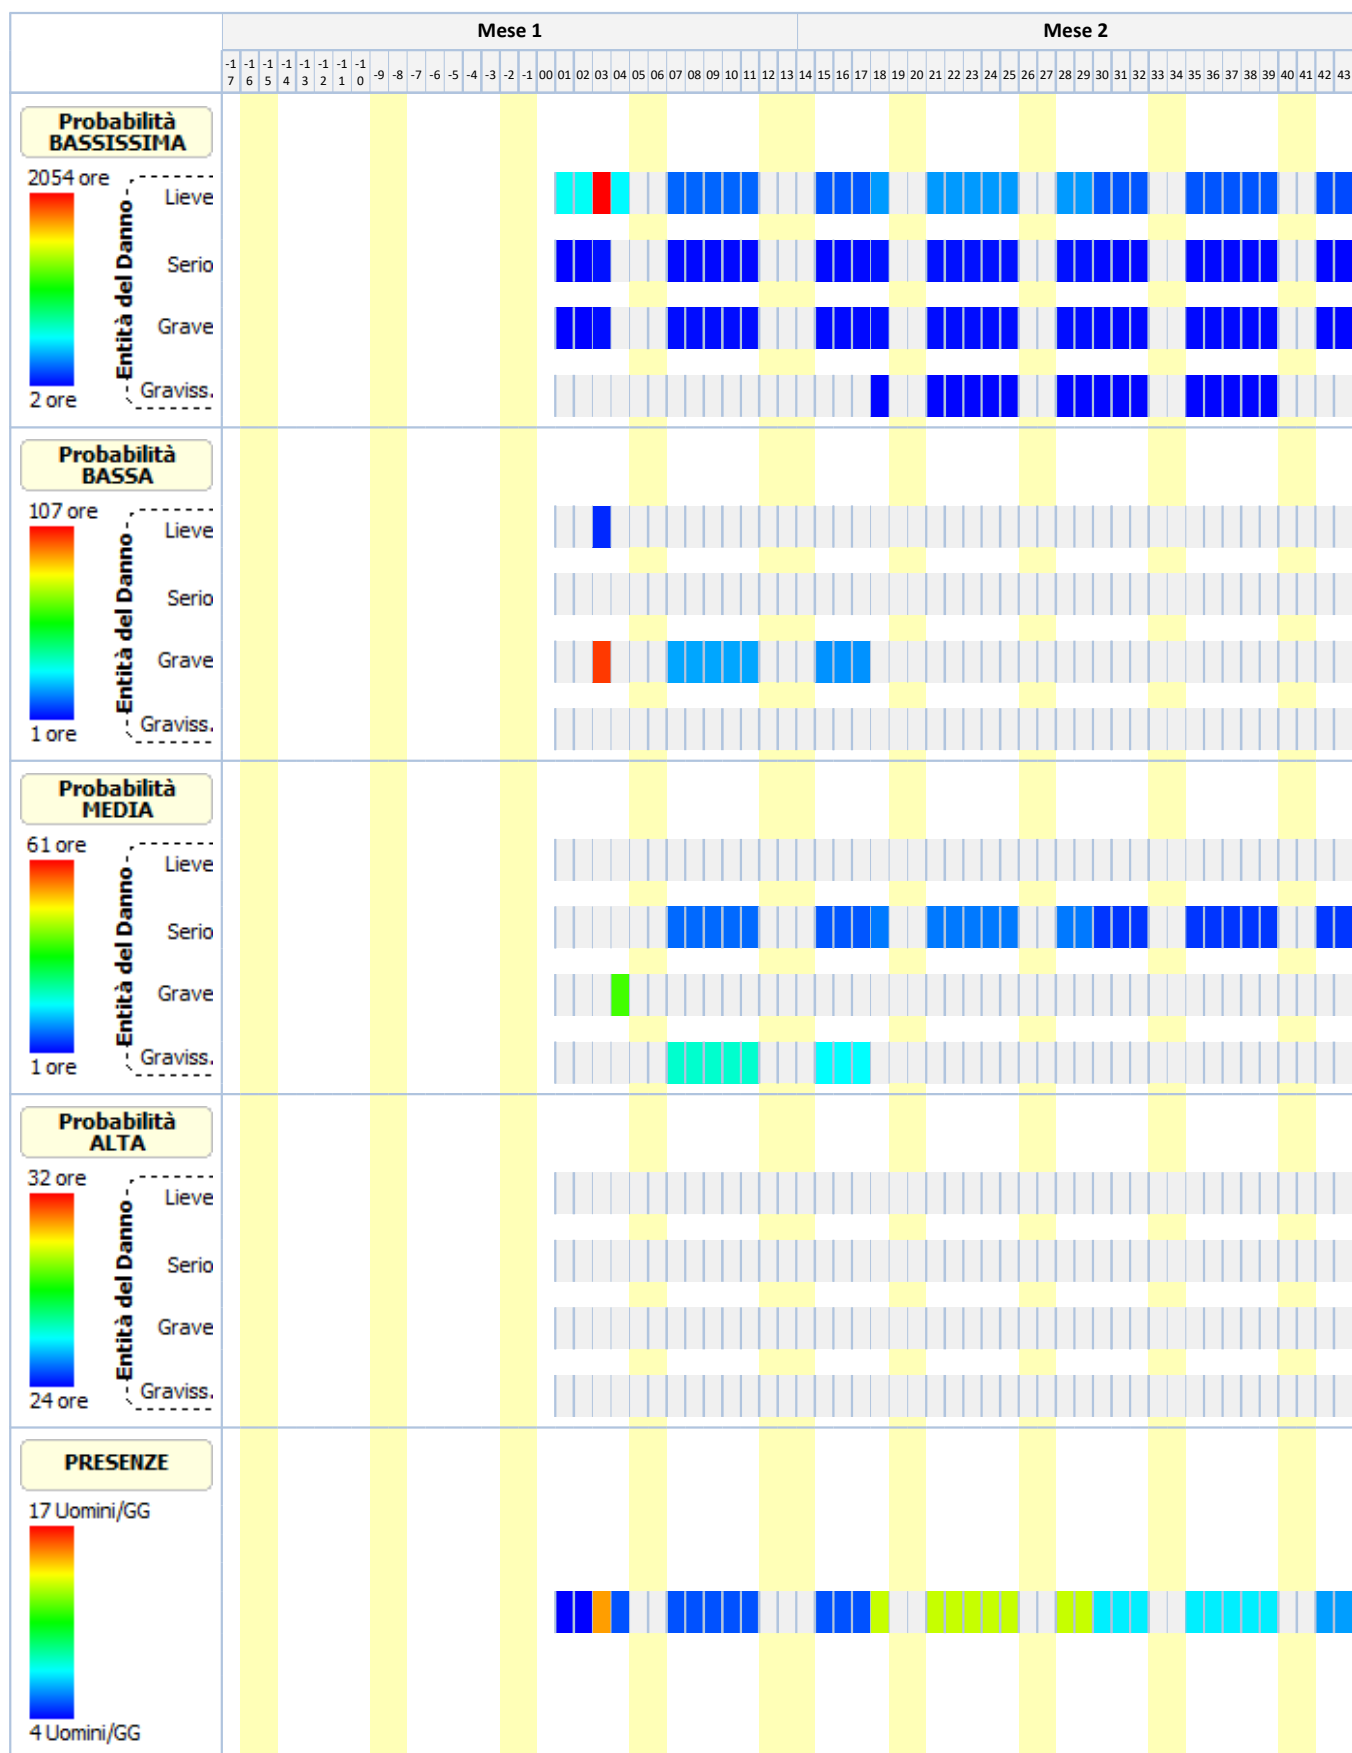 Mese 1 Mese 2
-17 -16 -15 -14 -13 -12 -11 -10 -9 -8 -7 -6 -5 -4 -3 -2 -1 00 01 02 03 04 05 06 07 08 09 10 11 12 13 14 15 16 17 18 19 20 21 22 23 24 25 26 27 28 29 30 31 32 33 34 35 36 37 38 39 40 41 42 43
Probabilità
BASSISSIMA
2054 ore
Lieve
Serio
Entità del Danno
Grave
Graviss.
2 ore
Probabilità
BASSA
107 ore
Lieve
Serio
Entità del Danno
Grave
Graviss.
1 ore
Probabilità
MEDIA
61 ore
Lieve
Serio
Entità del Danno
Grave
Graviss.
1 ore
Probabilità
ALTA
32 ore
Lieve
Serio
Entità del Danno
Grave
Graviss.
24 ore
PRESENZE
17 Uomini/GG
4 Uomini/GG